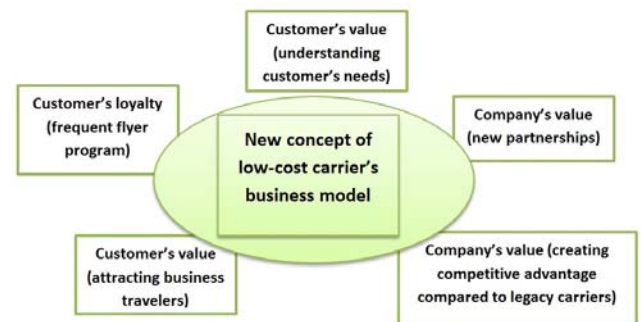 Customer's value
(understanding
customer's needs)
Customer's loyalty
(frequent flyer
program)
Company's value
(new partnerships)
New concept of
low-cost carrier's
business model
Customer's value
(attracting business
travelers)
Company's value (creating
competitive advantage
compared to legacy carriers)